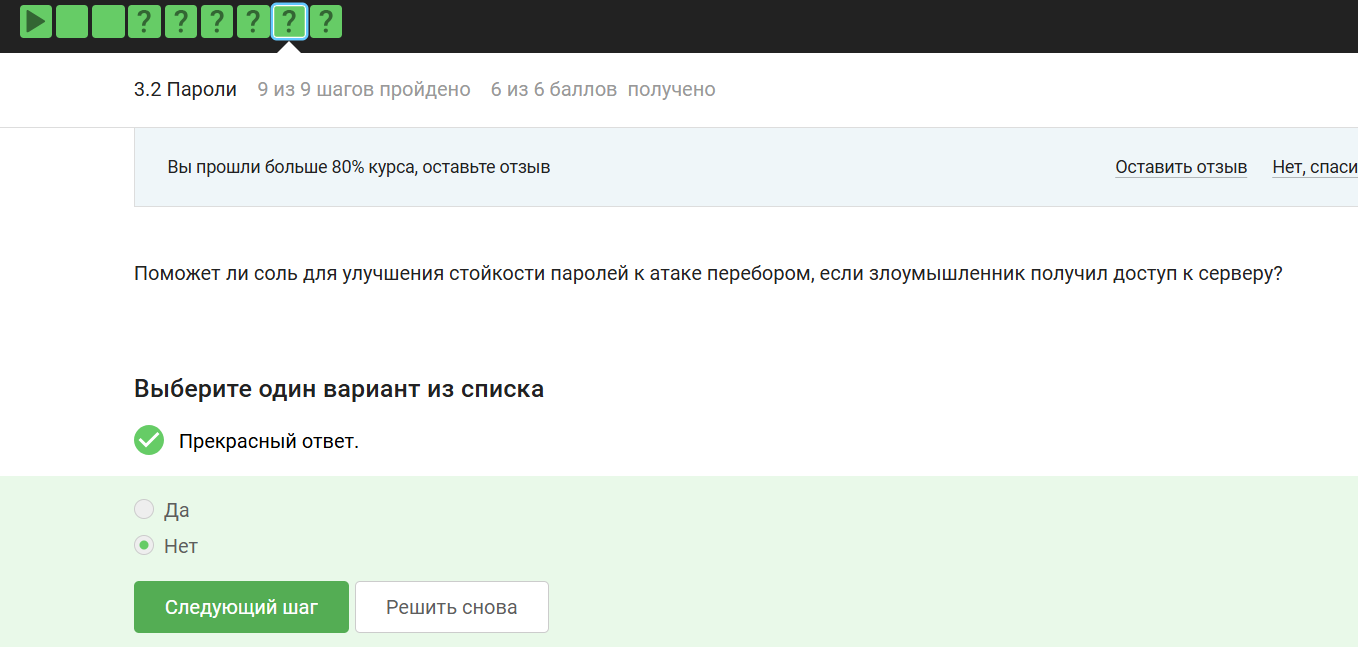 ? ? ? ? ? ?
3.2 Пароли 9 из 9 шагов пройдено 6 из 6 баллов получено
Вы прошли больше 80% курса, оставьте отзыв Оставить отзыв Нет, спаси
Поможет ли соль для улучшения стойкости паролей к атаке перебором, если злоумышленник получил доступ к серверу?
Выберите один вариант из списка
Прекрасный ответ.
Да
Нет
Следующий шаг Решить снова